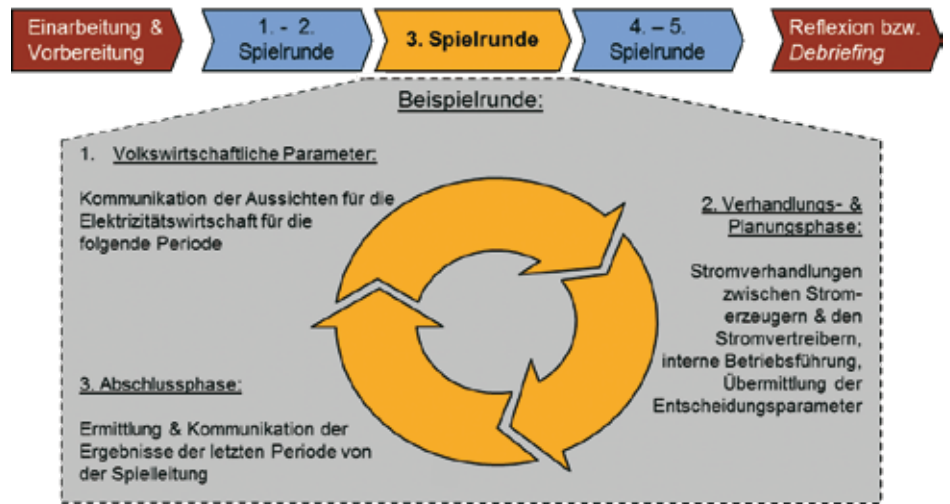 Einarbeitung &
Vorbereitung
1. - 2.
Spielrunde
3. Spielrunde
4. – 5.
Spielrunde
Reflexion bzw.
Debriefing
Beispielrunde:
1. Volkswirtschaftliche Parameter:
Kommunikation der Aussichten für die
Elektrizitätswirtschaft für die
folgende Periode
2. Verhandlungs- &
Planungsphase:
Stromverhandlungen
zwischen Strom-
erzeugern & den
Stromvertreibern,
interne Betriebsführung,
Übermittlung der
Entscheidungsparameter
3. Abschlussphase:
Ermittlung & Kommunikation der
Ergebnisse der letzten Periode von
der Spielleitung